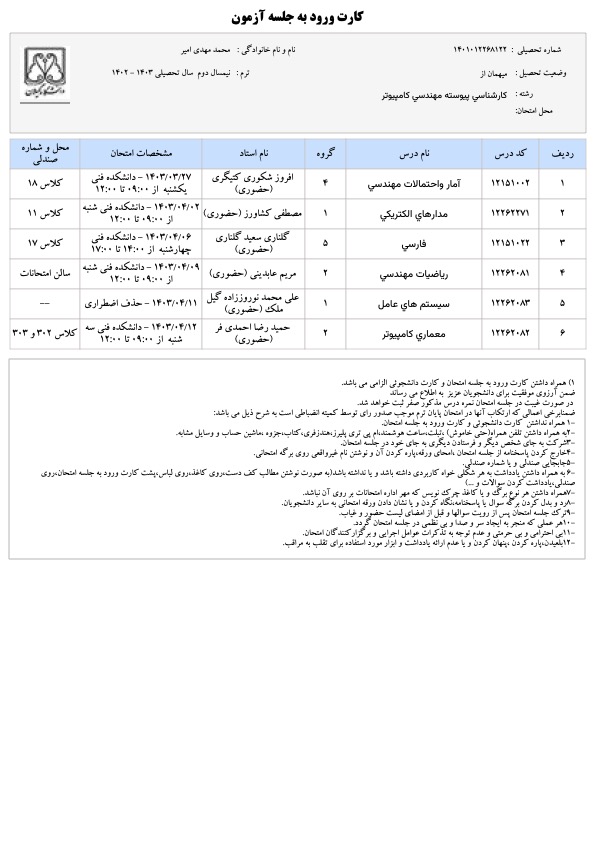 کارت ورود به جلسه آزمون
شماره تحصیلی : ۱۴۰۱۰۱۲۲۶۸۱۲۲ نام و نام خانوادگی : محمد مهدی امیر
وضعیت تحصیل : میهمان از ترم : نیمسال دوم سال تحصیلی ۱۴۰۳ - ۱۴۰۲
رشته : کارشناسي پیوسته مهندسي کامپیوتر
محل امتحان:
دانشگاه گیلان
ردیف کد درس نام درس گروه نام استاد مشخصات امتحان محل و شماره صندلی
۱ ۱۲۱۵۱۰۰۲ آمار واحتمالات مهندسي ۴ افروز شکوری کتیگری (حضوری) ۱۴۰۳/۰۳/۲۷ - دانشکده فنی یکشنبه از ۰۹:۰۰ تا ۱۲:۰۰ کلاس ۱۸
۲ ۱۲۲۶۲۲۷۱ مدارهاي الکتریکي ۱ مصطفی کشاورز (حضوری) ۱۴۰۳/۰۴/۰۲ - دانشکده فنی شنبه از ۰۹:۰۰ تا ۱۲:۰۰ کلاس ۱۱
۳ ۱۲۱۵۱۰۲۲ فارسي ۵ گلناری سعید گلناری (حضوری) ۱۴۰۳/۰۴/۰۶ - دانشکده فنی چهارشنبه از ۱۴:۰۰ تا ۱۷:۰۰ کلاس ۱۷
۴ ۱۲۲۶۲۰۸۱ ریاضیات مهندسي ۲ مریم عابدینی (حضوری) ۱۴۰۳/۰۴/۰۹ - دانشکده فنی شنبه از ۰۹:۰۰ تا ۱۲:۰۰ سالن امتحانات
۵ ۱۲۲۶۲۰۸۳ سیستم هاي عامل ۱ علی محمد نوروززاده گیل ملک (حضوری) ۱۴۰۳/۰۴/۱۱ - حذف اضطراری ---
۶ ۱۲۲۶۲۰۸۲ معماري کامپیوتر ۲ حمید رضا احمدی فر (حضوری) ۱۴۰۳/۰۴/۱۲ - دانشکده فنی سه شنبه از ۰۹:۰۰ تا ۱۲:۰۰ کلاس ۳۰۲ و ۳۰۳
۱) همراه داشتن کارت ورود به جلسه امتحان و کارت دانشجوئی الزامی می باشد.
ضمن آرزوی موفقیت برای دانشجویان عزیز به اطلاع می رساند
در صورت غیبت در جلسه امتحان نمره درس مذکور صفر ثبت خواهد شد.
ضمنابرخی اعمالی که ارتکاب آنها در امتحان پایان ترم موجب صدور رای توسط کمیته انضباطی است به شرح ذیل می باشد:
-۱ همراه نداشتن کارت دانشجوئی و کارت ورود به جلسه امتحان.
-۲به همراه داشتن تلفن همراه(حتی خاموش) ،تبلت،ساعت هوشمند،ام پی تری پلیرز،هندزفری،کتاب،جزوه ،ماشین حساب و وسایل مشابه.
-۳شرکت به جای شخص دیگر و فرستادن دیگری به جای خود در جلسه امتحان.
-۴خارج کردن پاسخنامه از جلسه امتحان ،امحای ورقه،پاره کردن آن و نوشتن نام غیرواقعی روی برگه امتحانی.
-۵جابجایی صندلی و یا شماره صندلی.
-۶ به همراه داشتن یادداشت به هر شکلی خواه کاربردی داشته باشد و یا نداشته باشد(به صورت نوشتن مطالب کف دست،روی کاغذ،روی لباس،پشت کارت ورود به جلسه امتحان،روی
صندلی،یادداشت کردن سوالات و ...)
-۷همراه داشتن هر نوع برگ و یا کاغذ چرک نویس که مهر اداره امتحانات بر روی آن نباشد.
-۸رد و بدل کردن برگه سوال یا پاسخنامه،نگاه کردن و یا نشان دادن ورقه امتحانی به سایر دانشجویان.
-۹ترک جلسه امتحان پس از رویت سوالها و قبل از امضای لیست حضور و غیاب.
-۱۰هر عملی که منجر به ایجاد سر و صدا و بی نظمی در جلسه امتحان گردد.
-۱۱بی احترامی و بی حرمتی و عدم توجه به تذکرات عوامل اجرایی و برگزارکنندگان امتحان.
-۱۲بلعیدن،پاره کردن ،پنهان کردن و یا عدم ارائه یادداشت و ابزار مورد استفاده برای تقلب به مراقب.